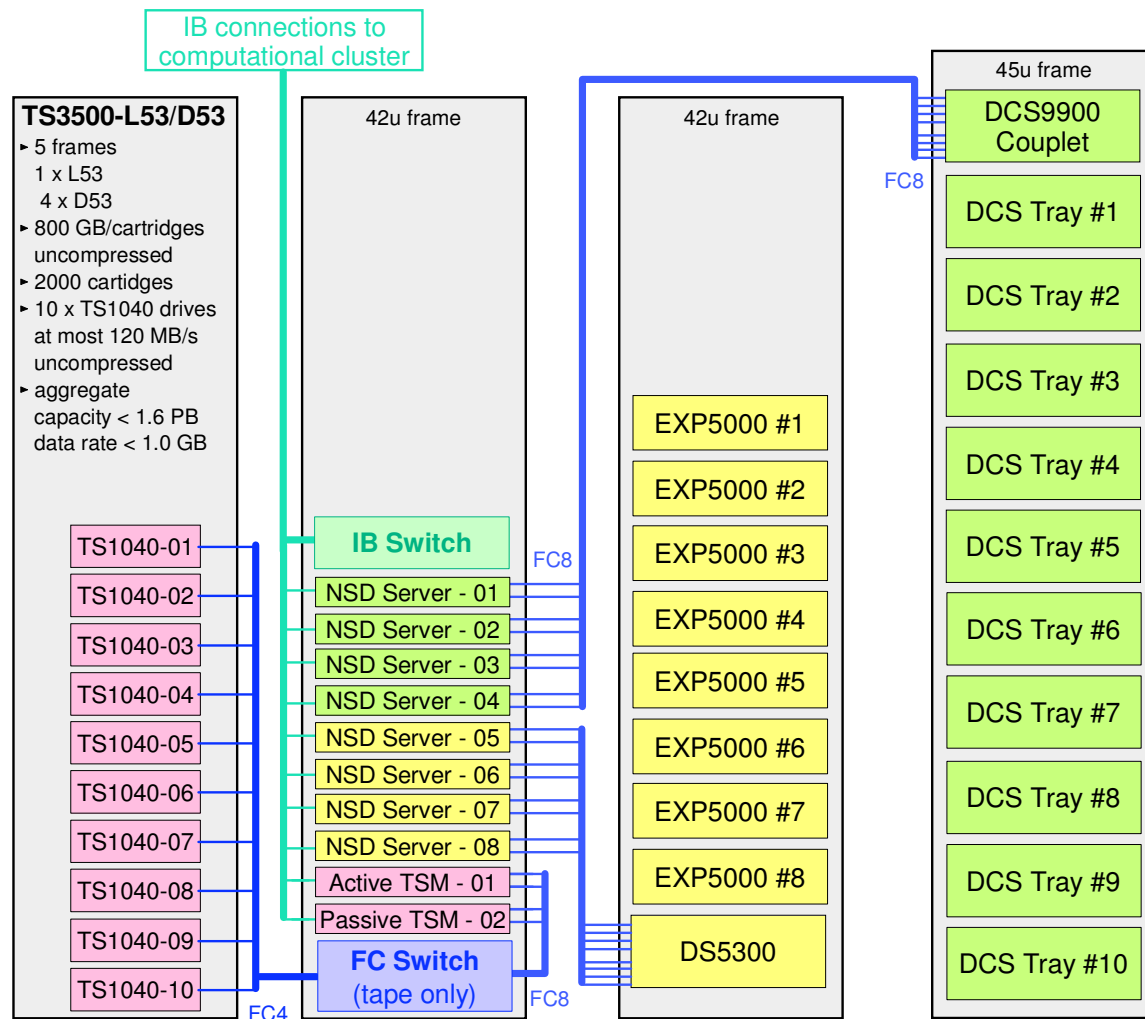 IB connections to
computational cluster
TS3500-L53/D53
▸ 5 frames
1 x L53
4 x D53
▸ 800 GB/cartridges
uncompressed
▸ 2000 cartidges
▸ 10 x TS1040 drives
at most 120 MB/s
uncompressed
▸ aggregate
capacity < 1.6 PB
data rate < 1.0 GB
TS1040-01
TS1040-02
TS1040-03
TS1040-04
TS1040-05
TS1040-06
TS1040-07
TS1040-08
TS1040-09
TS1040-10
FC4
42u frame
IB Switch
NSD Server - 01
NSD Server - 02
NSD Server - 03
NSD Server - 04
NSD Server - 05
NSD Server - 06
NSD Server - 07
NSD Server - 08
Active TSM - 01
Passive TSM - 02
FC Switch
(tape only)
FC8
FC8
42u frame
EXP5000 #1
EXP5000 #2
EXP5000 #3
EXP5000 #4
EXP5000 #5
EXP5000 #6
EXP5000 #7
EXP5000 #8
DS5300
FC8
45u frame
DCS9900
Couplet
DCS Tray #1
DCS Tray #2
DCS Tray #3
DCS Tray #4
DCS Tray #5
DCS Tray #6
DCS Tray #7
DCS Tray #8
DCS Tray #9
DCS Tray #10